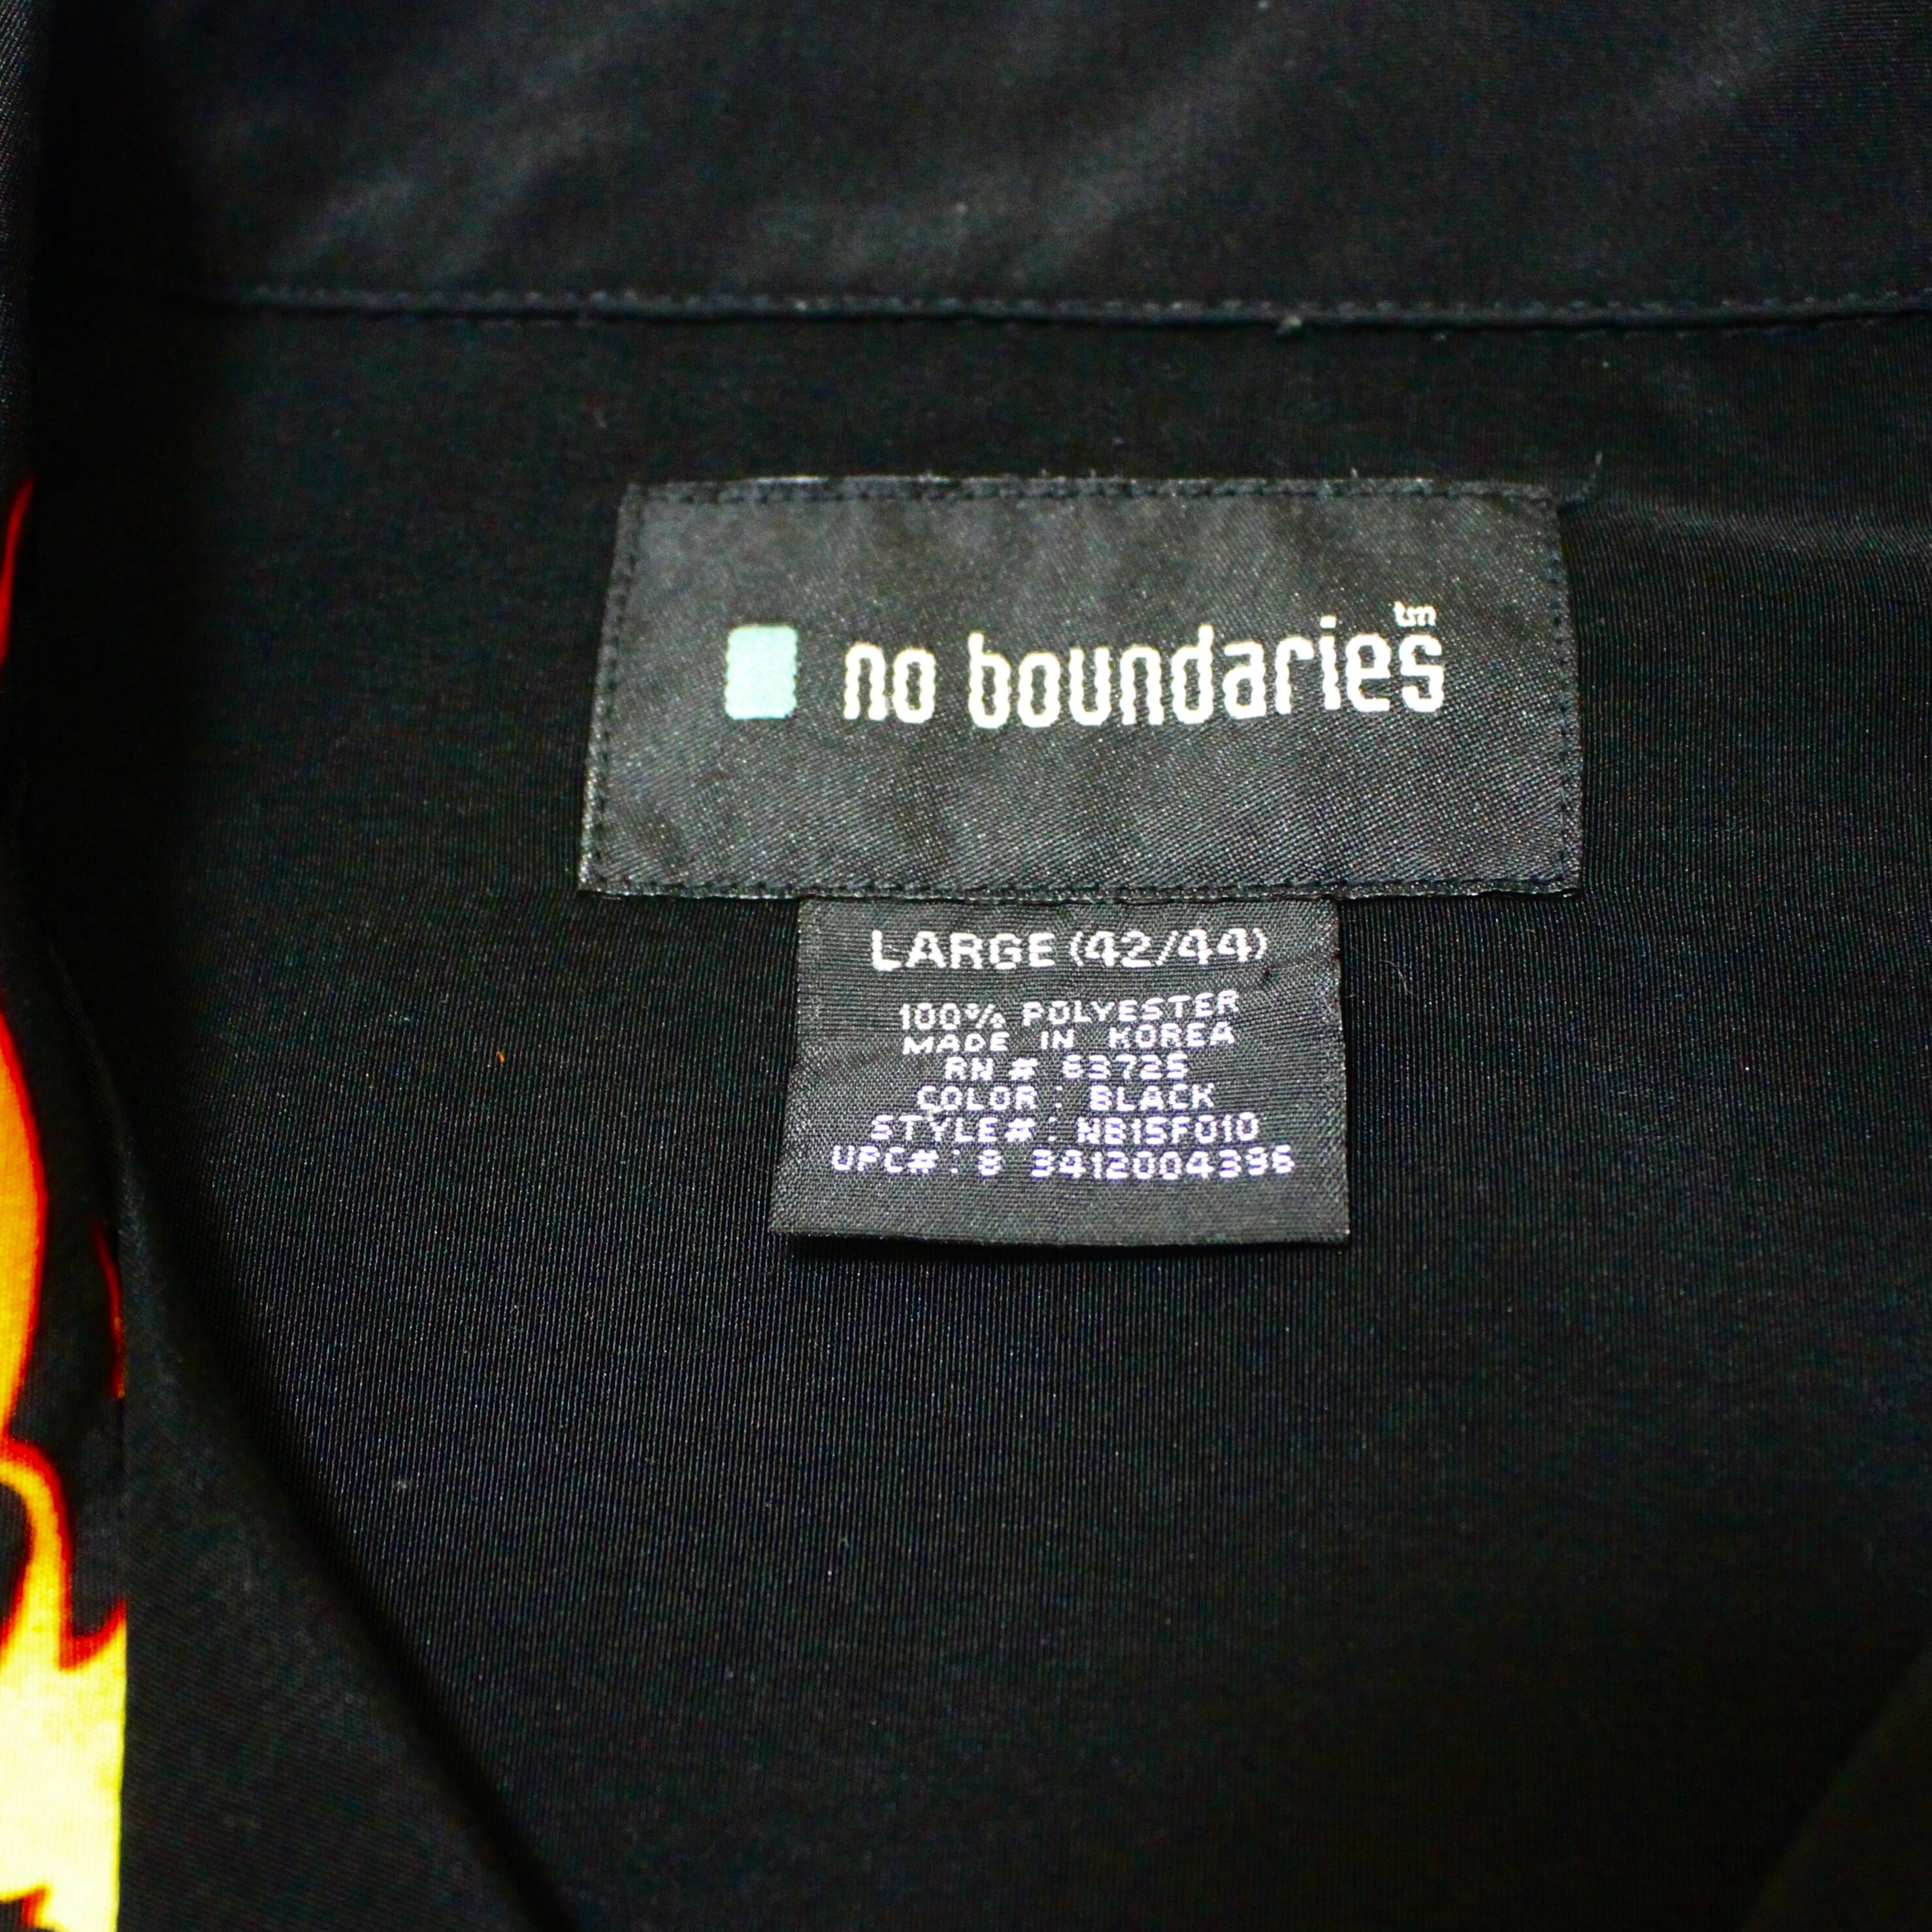 no boundaries tm
LARGE (42/44)
100% POLYESTER
MADE IN KOREA
RN # 63725
COLOR : BLACK
STYLE# : NB15F010
UPC# : 8 3412004396